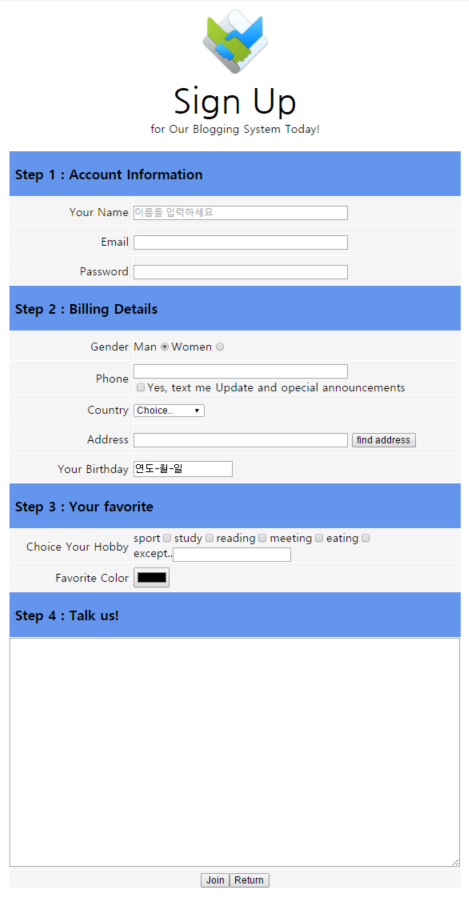 Sign Up
for Our Blogging System Today!
Step 1 : Account Information
Your Name 이름을 입력하세요
Email
Password
Step 2 : Billing Details
Gender Man Women
Phone
Yes, text me Update and opecial announcements
Country Choice..
Address find address
Your Birthday 연도-월-일
Step 3 : Your favorite
Choice Your Hobby sport study reading meeting eating
except..
Favorite Color
Step 4 : Talk us!
Join Return